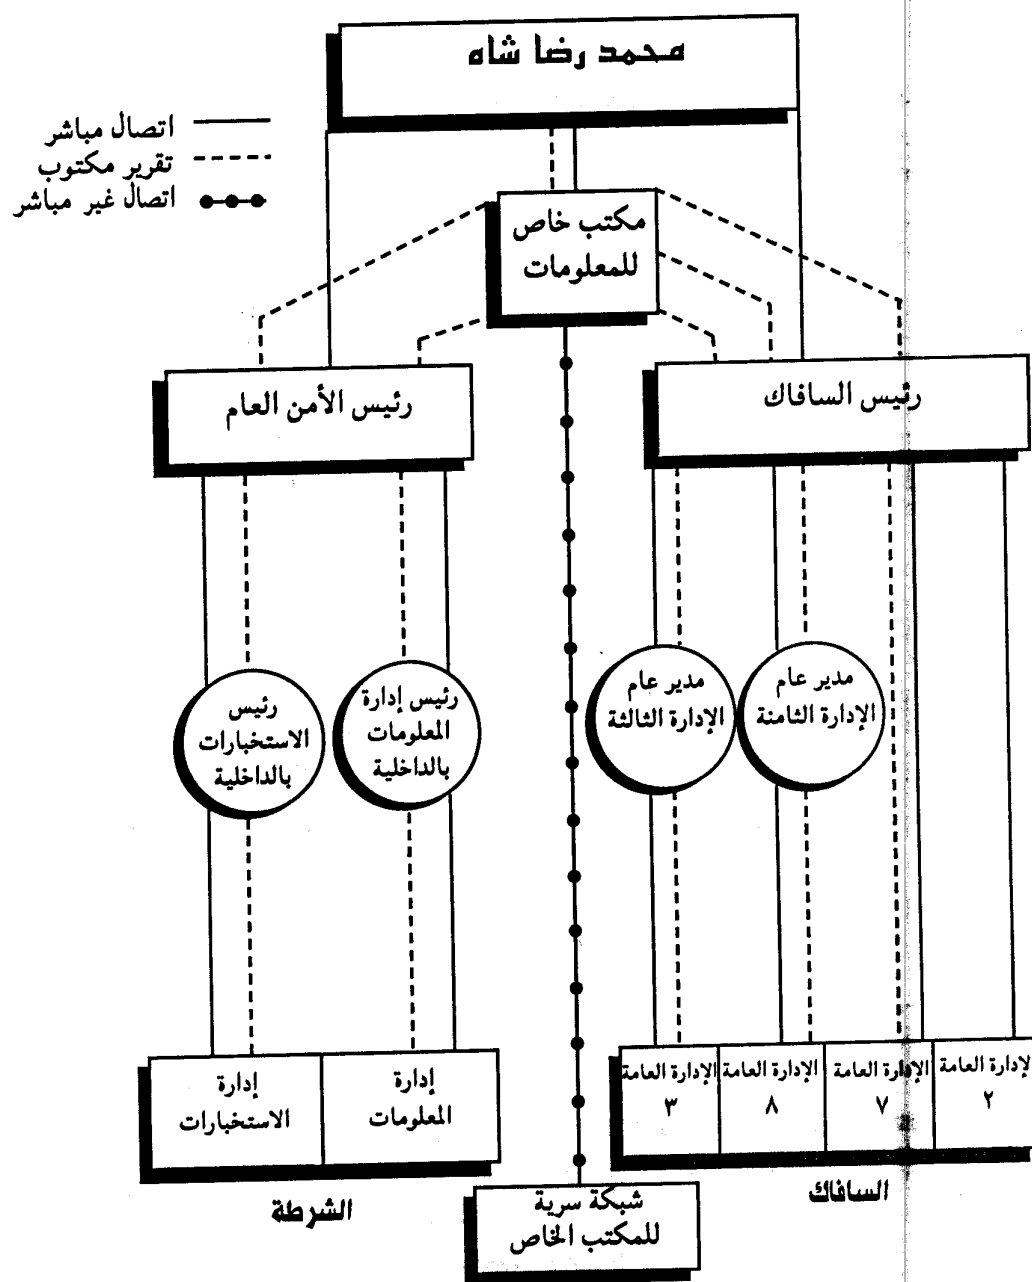 محمد رضا شاه
اتصال مباشر
تقرير مكتوب
اتصال غير مباشر
مكتب خاص
للمعلومات
رئيس السافاك
رئيس الأمن العام
مدير عام
الإدارة الثامنة
مدير عام
الإدارة الثالثة
رئيس إدارة
المعلومات
بالداخلية
رئيس
الاستخبارات
بالداخلية
الإدارة العامة
٢
الإدارة العامة
٧
الإدارة العامة
٨
الإدارة العامة
٣
إدارة
المعلومات
إدارة
الاستخبارات
السافاك
الشرطة
شبكة سرية
للمكتب الخاص